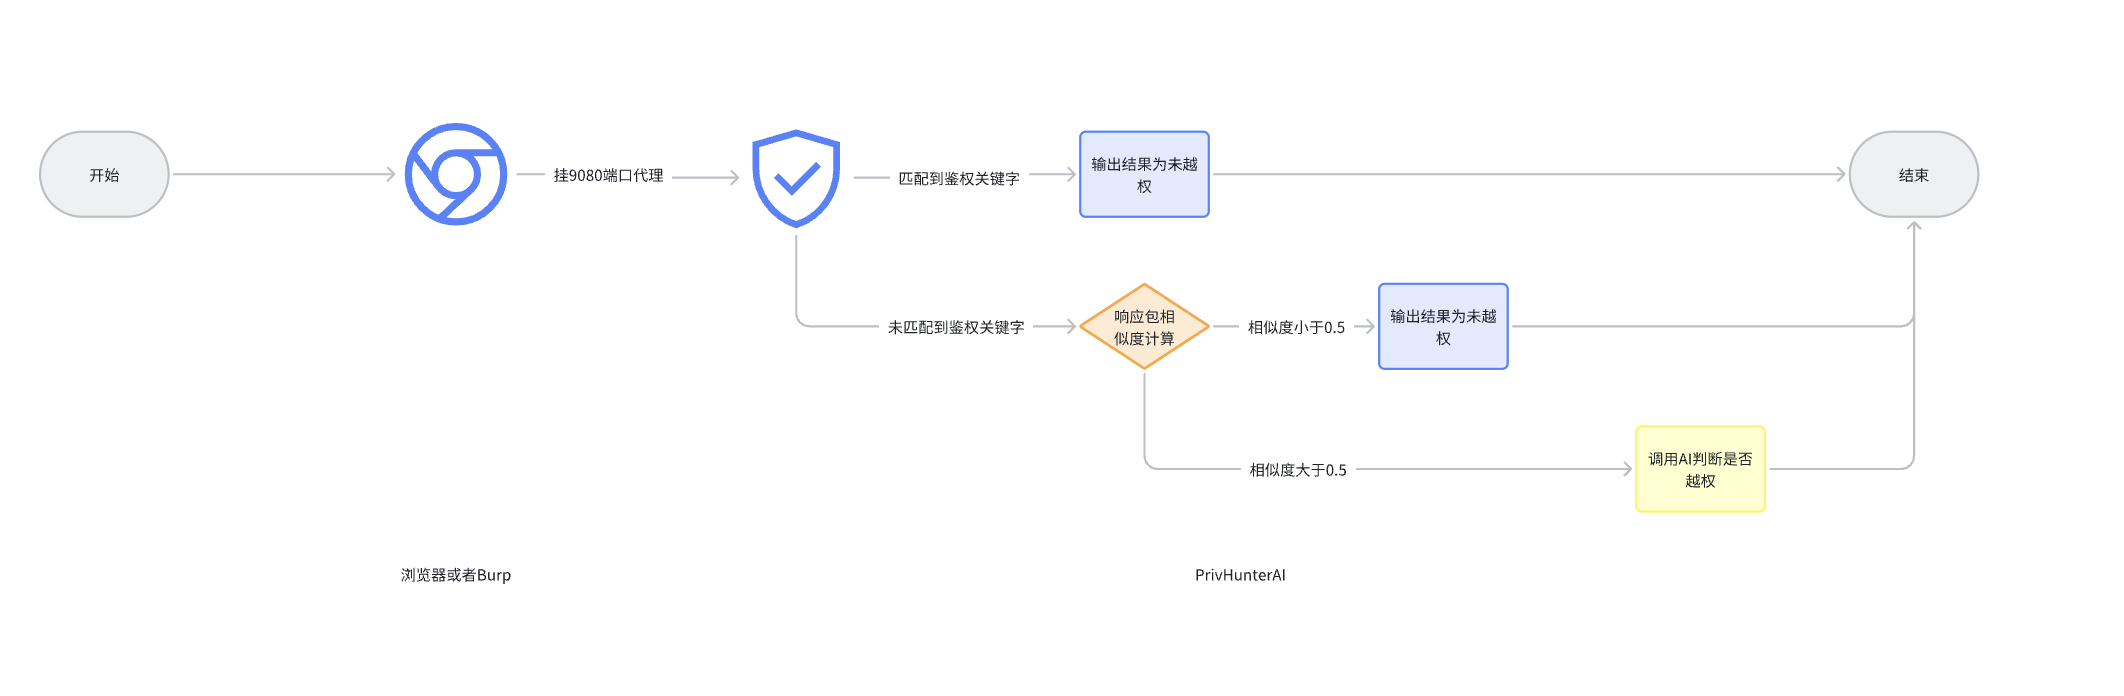 开始
挂9080端口代理
匹配到鉴权关键字
输出结果为未越
权
结束
未匹配到鉴权关键字
响应包相
似度计算
相似度小于0.5
输出结果为未越
权
相似度大于0.5
调用AI判断是否
越权
浏览器或者Burp
PrivHunterAI